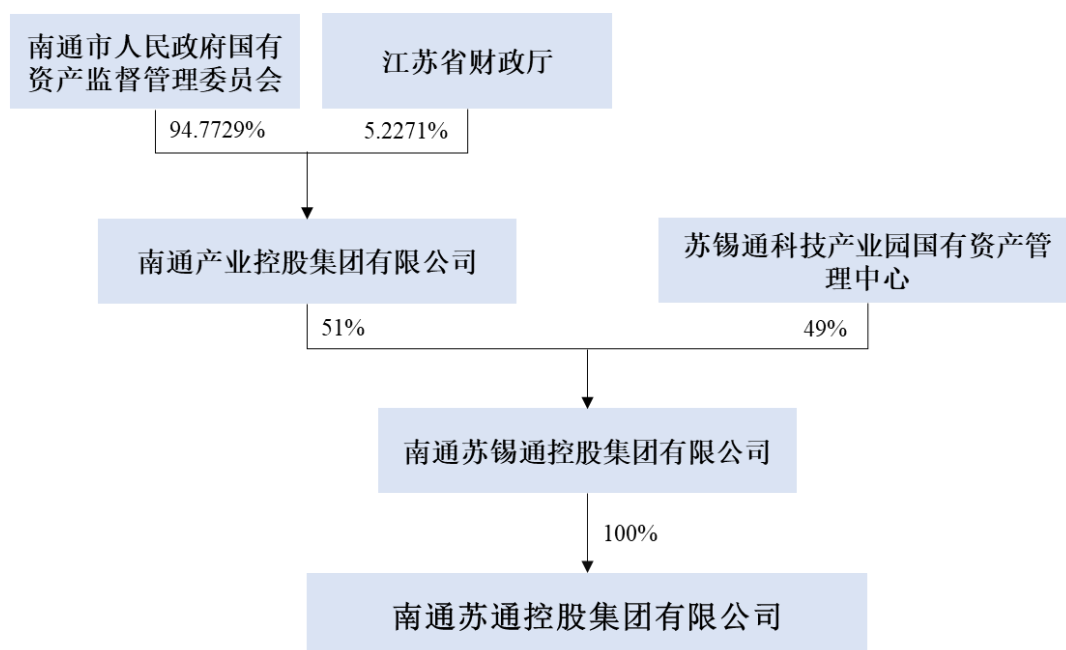 南通市人民政府国有
资产监督管理委员会
江苏省财政厅
94.7729%
5.2271%
南通产业控股集团有限公司
苏锡通科技产业园国有资产管
理中心
51%
49%
南通苏锡通控股集团有限公司
100%
南通苏通控股集团有限公司